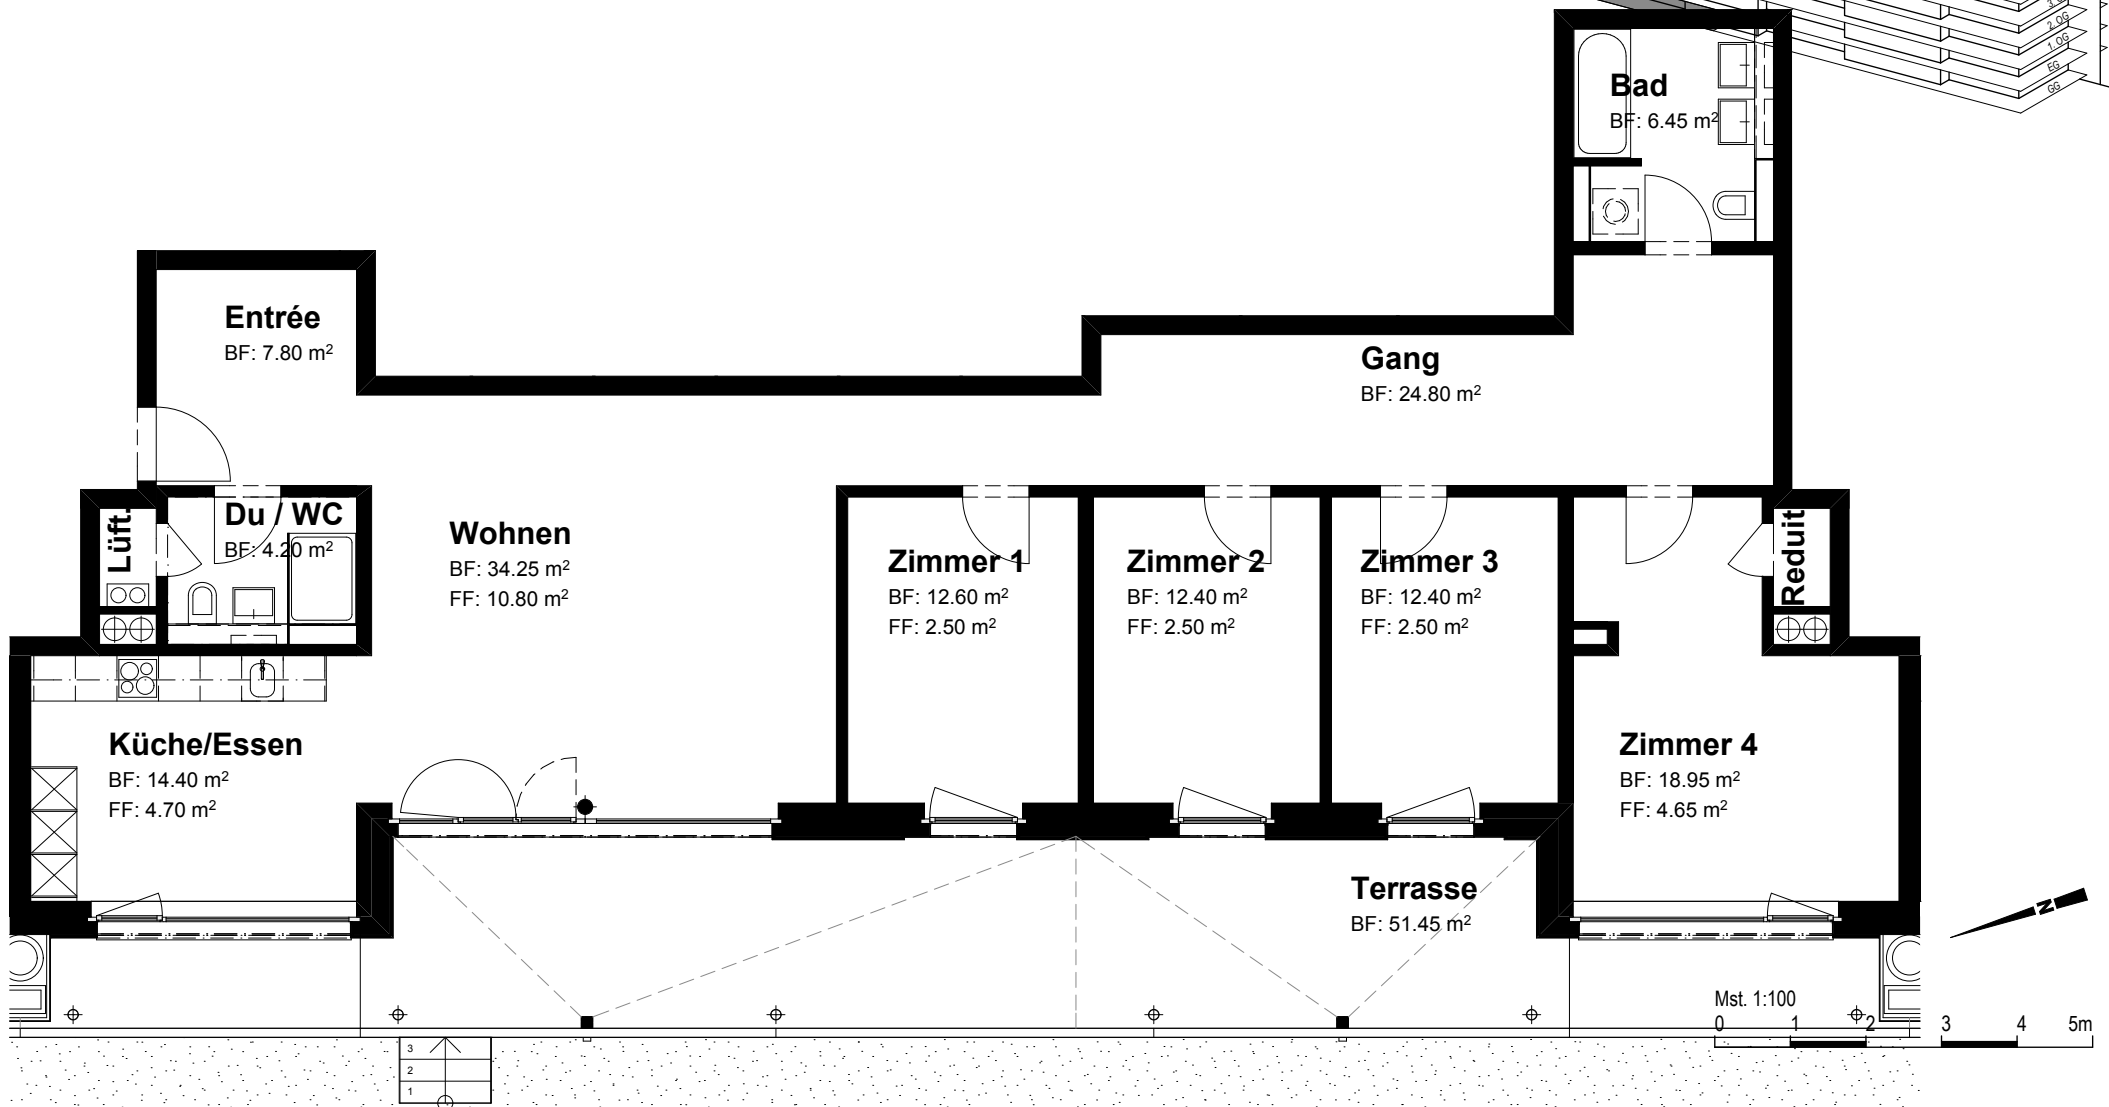 3. OG
2. OG
1. OG
EG
GG
Bad
BF: 6.45 m²
Entrée
BF: 7.80 m²
Gang
BF: 24.80 m²
Lüft.
Du / WC
BF: 4.20 m²
Wohnen
BF: 34.25 m²
FF: 10.80 m²
Zimmer 1
BF: 12.60 m²
FF: 2.50 m²
Zimmer 2
BF: 12.40 m²
FF: 2.50 m²
Zimmer 3
BF: 12.40 m²
FF: 2.50 m²
Reduit
Küche/Essen
BF: 14.40 m²
FF: 4.70 m²
Zimmer 4
BF: 18.95 m²
FF: 4.65 m²
Terrasse
BF: 51.45 m²
N
Mst. 1:100
0 1 2 3 4 5m
3
2
1